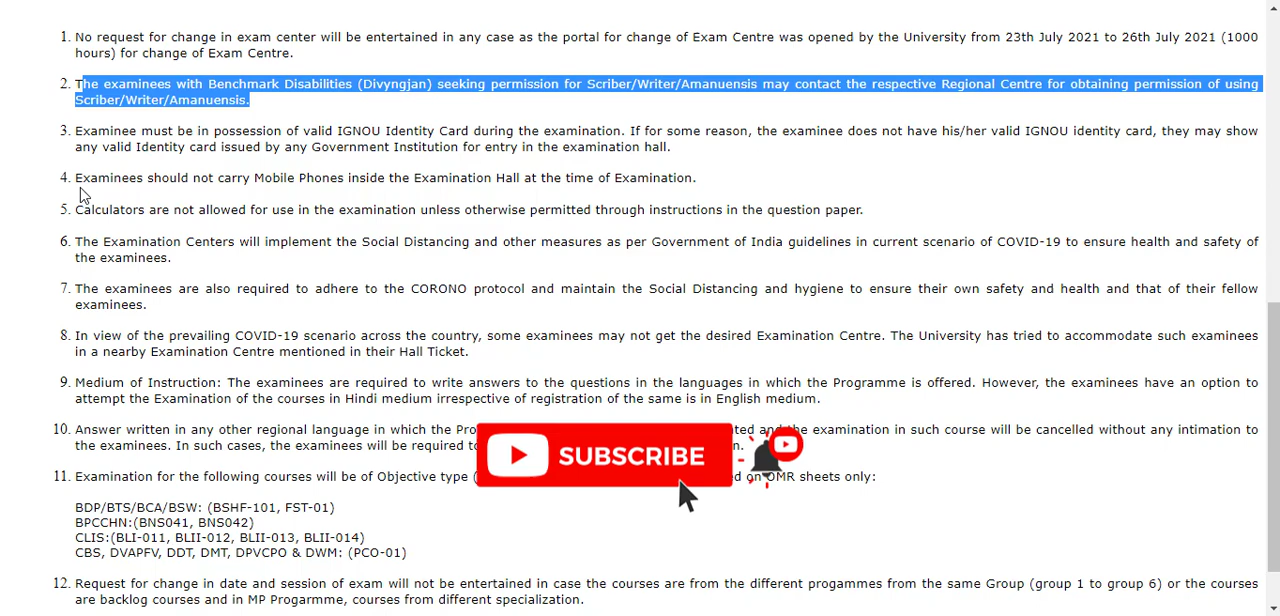 1. No request for change in exam center will be entertained in any case as the portal for change of Exam Centre was opened by the University from 23th July 2021 to 26th July 2021 (1000
hours) for change of Exam Centre.
2. The examinees with Benchmark Disabilities (Divyngjan) seeking permission for Scriber/Writer/Amanuensis may contact the respective Regional Centre for obtaining permission of using
Scriber/Writer/Amanuensis.
3. Examinee must be in possession of valid IGNOU Identity Card during the examination. If for some reason, the examinee does not have his/her valid IGNOU identity card, they may show
any valid Identity card issued by any Government Institution for entry in the examination hall.
4. Examinees should not carry Mobile Phones inside the Examination Hall at the time of Examination.
5. Calculators are not allowed for use in the examination unless otherwise permitted through instructions in the question paper.
6. The Examination Centers will implement the Social Distancing and other measures as per Government of India guidelines in current scenario of COVID-19 to ensure health and safety of
the examinees.
7. The examinees are also required to adhere to the CORONO protocol and maintain the Social Distancing and hygiene to ensure their own safety and health and that of their fellow
examinees.
8. In view of the prevailing COVID-19 scenario across the country, some examinees may not get the desired Examination Centre. The University has tried to accommodate such examinees
in a nearby Examination Centre mentioned in their Hall Ticket.
9. Medium of Instruction: The examinees are required to write answers to the questions in the languages in which the Programme is offered. However, the examinees have an option to
attempt the Examination of the courses in Hindi medium irrespective of registration of the same is in English medium.
10. Answer written in any other regional language in which the examination in such course will be cancelled without any intimation to
the examinees. In such cases, the examinees will be required
SUBSCRIBE
11. Examination for the following courses will be of Objective type on OMR sheets only:
BDP/BTS/BCA/BSW: (BSHF-101, FST-01)
BPCCHN:(BNS041, BNS042)
CLIS:(BLI-011, BLII-012, BLII-013, BLII-014)
CBS, DVAPFV, DDT, DMT, DPVCPO & DWM: (PCO-01)
12. Request for change in date and session of exam will not be entertained in case the courses are from the different progammes from the same Group (group 1 to group 6) or the courses
are backlog courses and in MP Progarmme, courses from different specialization.